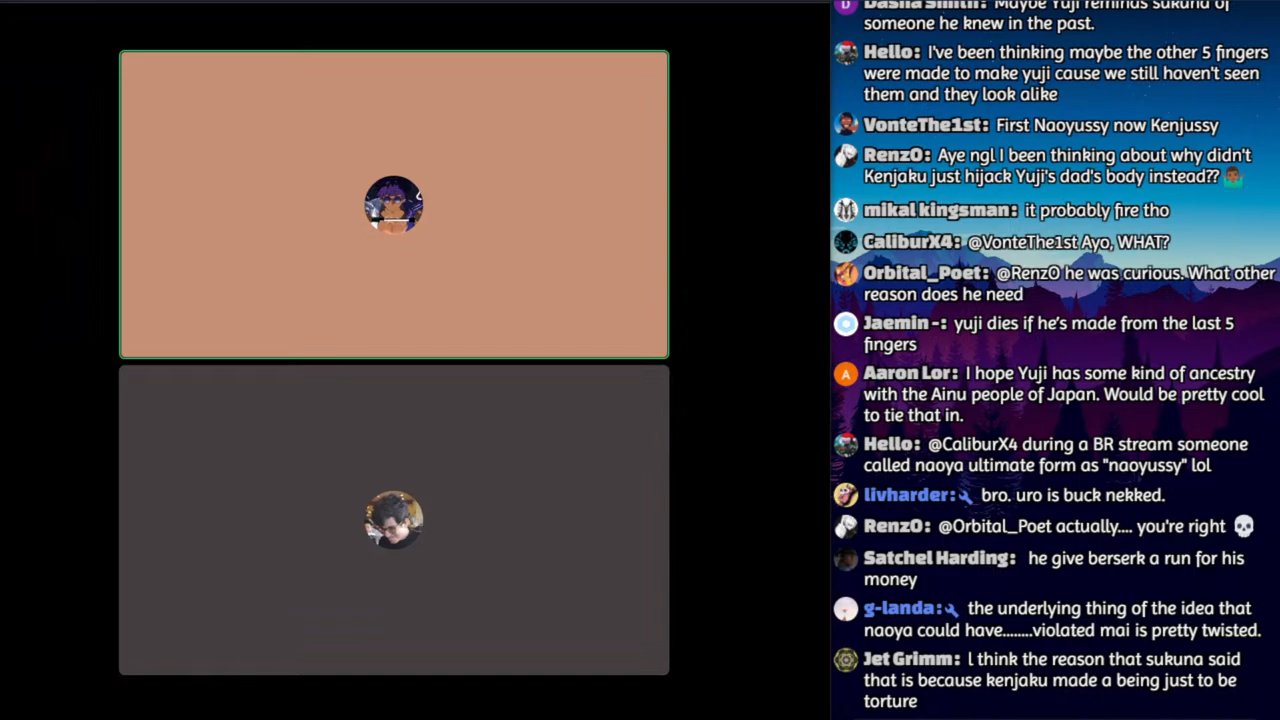 Dasha Smith: Maybe Yuji reminds sukuna of
someone he knew in the past.
Hello: I've been thinking maybe the other 5 fingers
were made to make yuji cause we still haven't seen
them and they look alike
VonteThe1st: First Naoyussy now Kenjussy
RenzO: Aye ngl I been thinking about why didn't
Kenjaku just hijack Yuji's dad's body instead??
mikal kingsman: it probably fire tho
CaliburX4: @VonteThe1st Ayo, WHAT?
Orbital_Poet: @RenzO he was curious. What other
reason does he need
Jaemin -: yuji dies if he's made from the last 5
fingers
A Aaron Lor: I hope Yuji has some kind of ancestry
with the Ainu people of Japan. Would be pretty cool
to tie that in.
Hello: @CaliburX4 during a BR stream someone
called naoya ultimate form as "naoyussy" lol
livharder: bro. uro is buck nekked.
RenzO: @Orbital_Poet actually.... you're right 💀
Satchel Harding: he give berserk a run for his
money
g-landa: the underlying thing of the idea that
naoya could have........violated mai is pretty twisted.
Jet Grimm: l think the reason that sukuna said
that is because kenjaku made a being just to be
torture